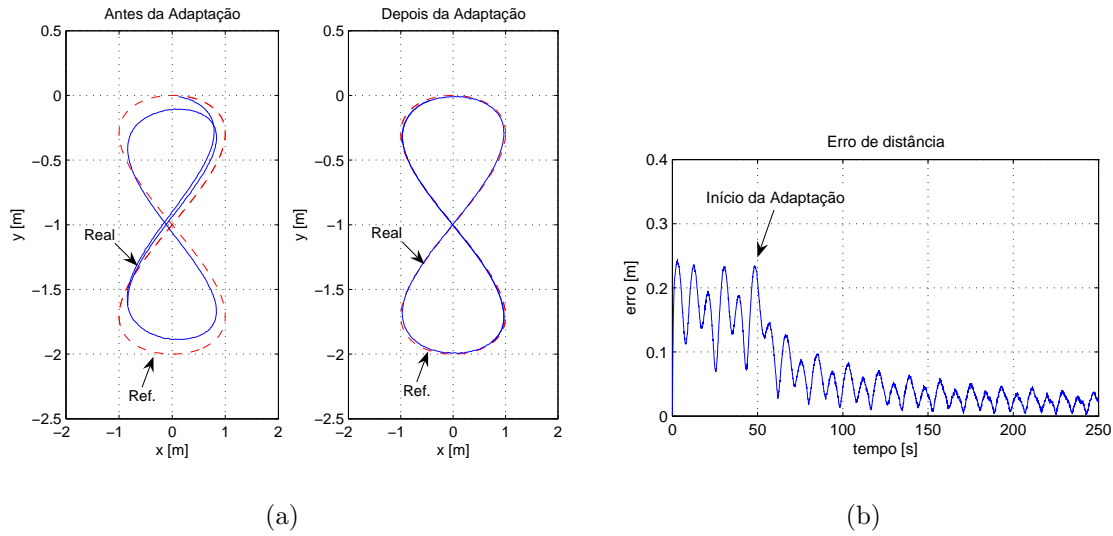 Antes da Adaptação
0.5
0
−0.5
−1
−1.5
−2
−2.5
−2
−1
0
1
2
y [m]
x [m]
Real
Ref.
Depois da Adaptação
0.5
0
−0.5
−1
−1.5
−2
−2.5
−2
−1
0
1
2
y [m]
x [m]
Real
Ref.
(a)
Erro de distância
0.4
0.3
0.2
0.1
0
0
50
100
150
200
250
erro [m]
tempo [s]
Início da Adaptação
(b)